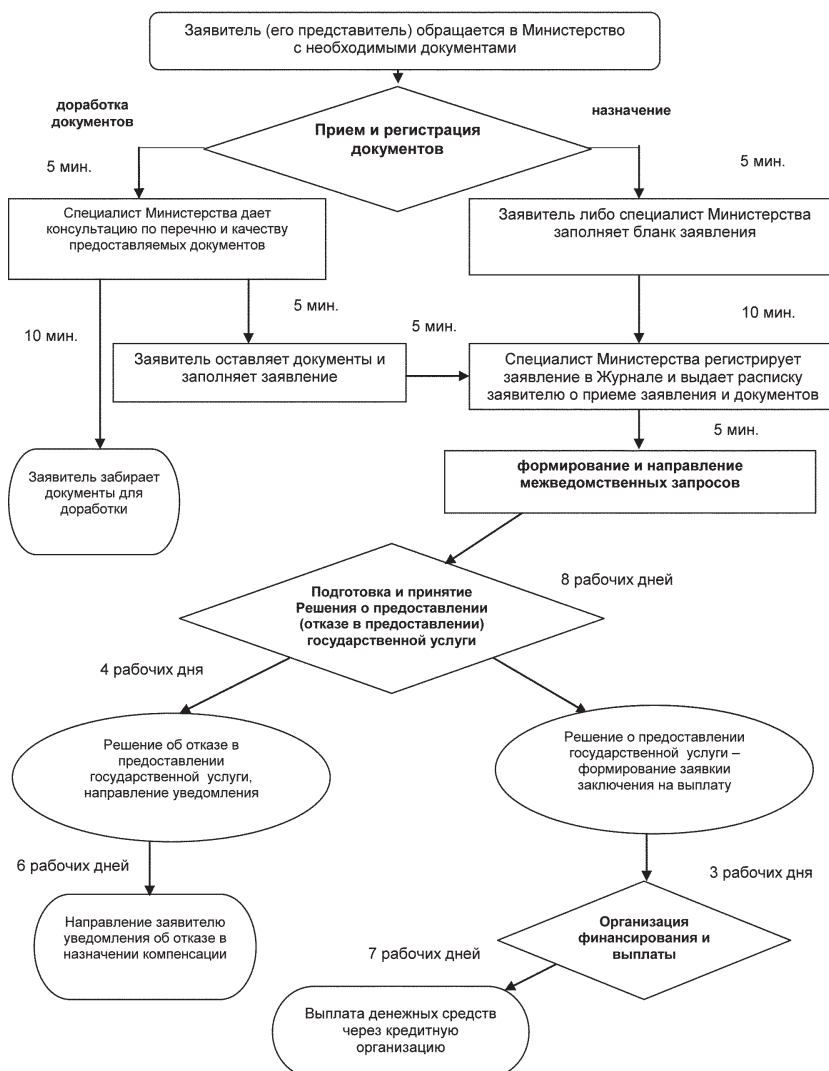 Заявитель (его представитель) обращается в Министерство
с необходимыми документами
доработка
документов
назначение
Прием и регистрация
документов
5 мин.
5 мин.
Специалист Министерства дает
консультацию по перечню и качеству
предоставляемых документов
Заявитель либо специалист Министерства
заполняет бланк заявления
5 мин.
10 мин.
10 мин.
5 мин.
Заявитель оставляет документы и
заполняет заявление
Специалист Министерства регистрирует
заявление в Журнале и выдает расписку
заявителю о приеме заявления и документов
5 мин.
Заявитель забирает
документы для
доработки
формирование и направление
межведомственных запросов
8 рабочих дней
Подготовка и принятие
Решения о предоставлении
(отказе в предоставлении)
государственной услуги
4 рабочих дня
Решение об отказе в
предоставлении
государственной услуги,
направление уведомления
Решение о предоставлении
государственной услуги –
формирование заявкии
заключения на выплату
6 рабочих дней
3 рабочих дня
Направление заявителю
уведомления об отказе в
назначении компенсации
Организация
финансирования и
выплаты
7 рабочих дней
Выплата денежных средств
через кредитную
организацию